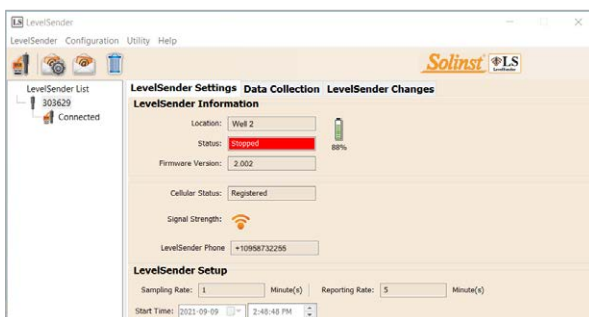 LS LevelSender
LevelSender Configuration Utility Help
Solinst LS
LevelSender List
303629
Connected
LevelSender Settings Data Collection LevelSender Changes
LevelSender Information
Location: Well 2
Status: Stopped
88%
Firmware Version: 2.002
Cellular Status: Registered
Signal Strength:
LevelSender Phone +10958732255
LevelSender Setup
Sampling Rate: 1 Minute(s) Reporting Rate: 5 Minute(s)
Start Time: 2021-09-09 2:48:48 PM